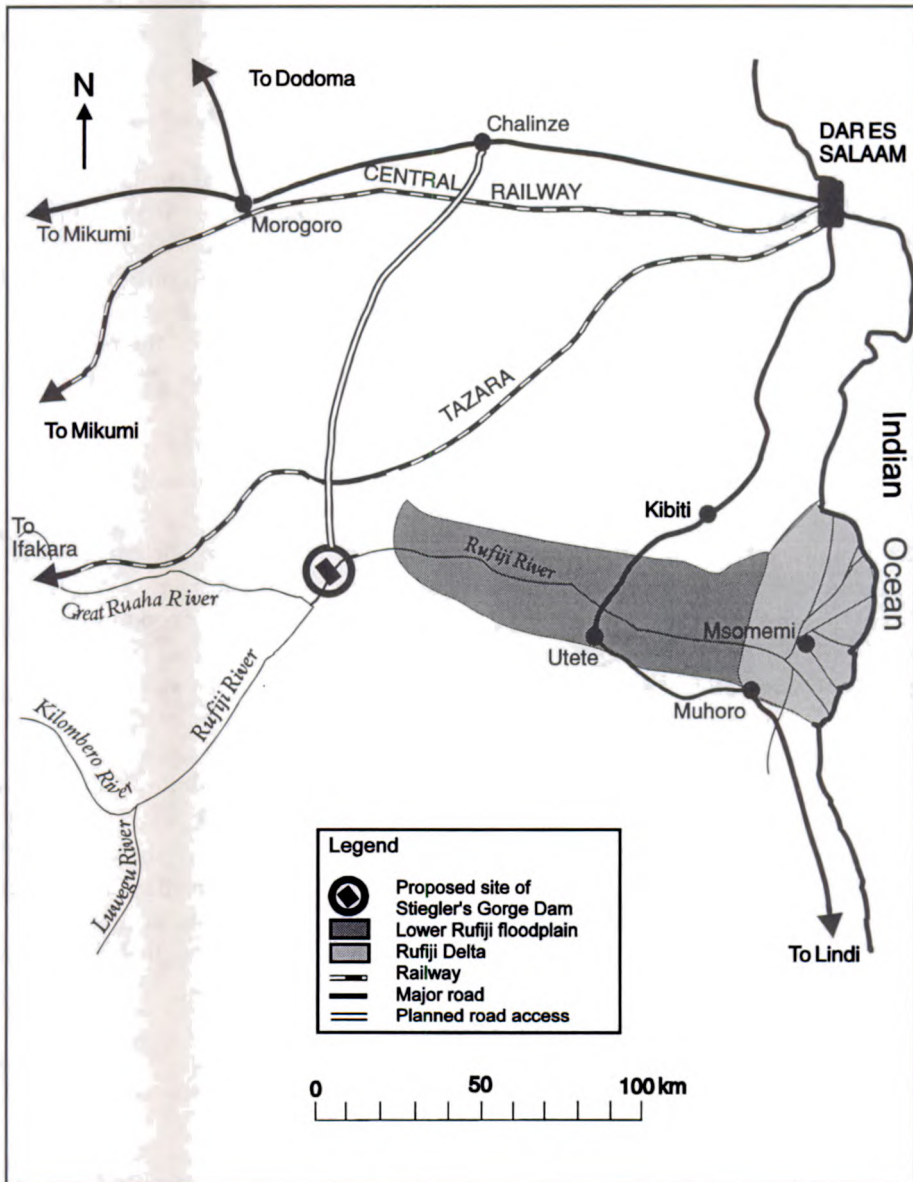 N
To Dodoma
Chalinze
DAR ES
SALAAM
CENTRAL RAILWAY
To Mikumi
Morogoro
To Mikumi
TAZARA
Indian Ocean
Kibiti
To
Ifakara
Rufiji River
Great Ruaha River
Msomemi
Utete
Rufiji River
Muhoro
Kilombero River
Luwegu River
Legend
Proposed site of
Stiegler's Gorge Dam
Lower Rufiji floodplain
Rufiji Delta
Railway
Major road
Planned road access
To Lindi
0 50 100 km